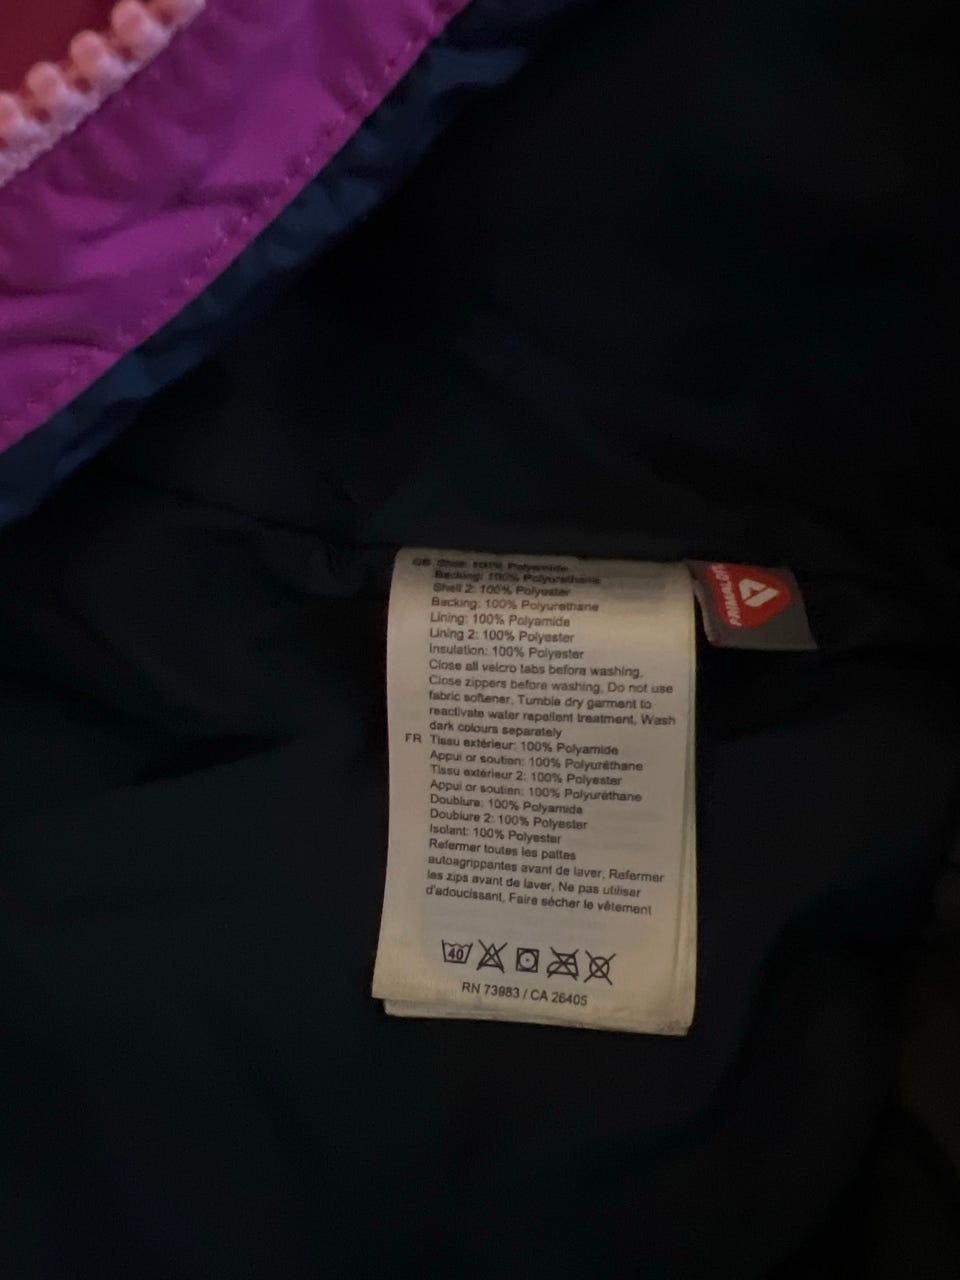 GB Shell: 100% Polyamide
Backing: 100% Polyurethane
Shell 2: 100% Polyester
Backing: 100% Polyurethane
Lining: 100% Polyamide
Lining 2: 100% Polyester
Insulation: 100% Polyester
Close all velcro tabs before washing,
Close zippers before washing, Do not use
fabric softener, Tumble dry garment to
reactivate water repellent treatment, Wash
dark colours separately
FR Tissu extérieur: 100% Polyamide
Appui or soutien: 100% Polyuréthane
Tissu extérieur 2: 100% Polyester
Appui or soutien: 100% Polyuréthane
Doublure: 100% Polyamide
Doublure 2: 100% Polyester
Isolant: 100% Polyester
Refermer toutes les pattes
autoagrippantes avant de laver, Refermer
les zips avant de laver, Ne pas utiliser
d'adoucissant, Faire sécher le vêtement
40
RN 73983 / CA 26405
PRIMALOFT